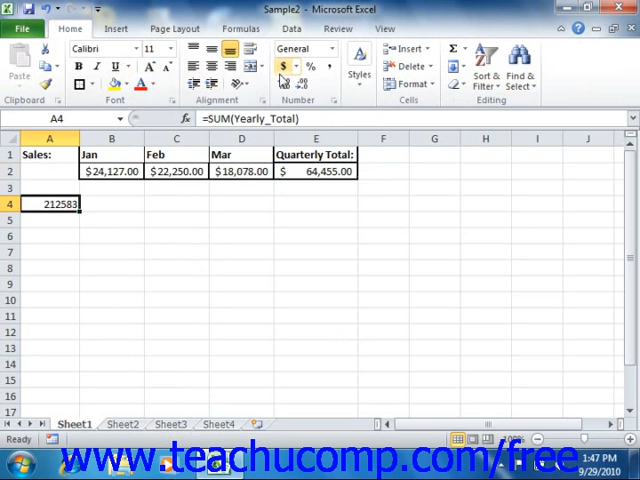 Sample2 - Microsoft Excel
File Home Insert Page Layout Formulas Data Review View
Calibri 11 General Insert Σ
Paste B I U $ % , Styles Delete Sort & Filter Find & Select
A A Format
Clipboard Font Alignment Number Cells Editing
A4 fx =SUM(Yearly_Total)
A B C D E F G H I J
1 Sales: Jan Feb Mar Quarterly Total:
2 $24,127.00 $22,250.00 $18,078.00 $ 64,455.00
3
4 212583
5
6
7
8
9
10
11
12
13
14
15
16
17
Sheet1 Sheet2 Sheet3 Sheet4
Ready 100%
www.teachucomp.com/free
1:47 PM
9/29/2010